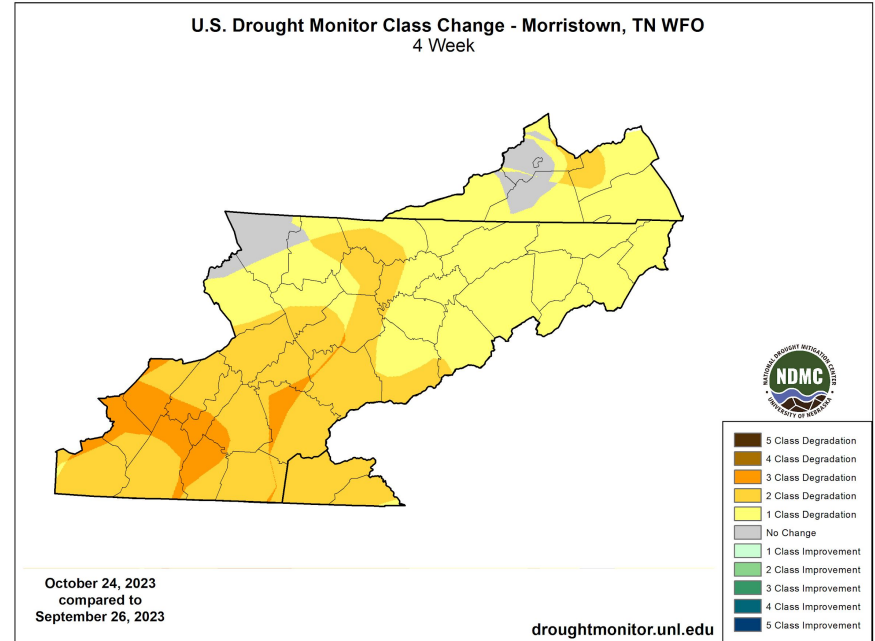 U.S. Drought Monitor Class Change - Morristown, TN WFO
4 Week
NATIONAL DROUGHT MITIGATION CENTER
NDMC
UNIVERSITY OF NEBRASKA
5 Class Degradation
4 Class Degradation
3 Class Degradation
2 Class Degradation
1 Class Degradation
No Change
1 Class Improvement
2 Class Improvement
3 Class Improvement
4 Class Improvement
5 Class Improvement
October 24, 2023
compared to
September 26, 2023
droughtmonitor.unl.edu